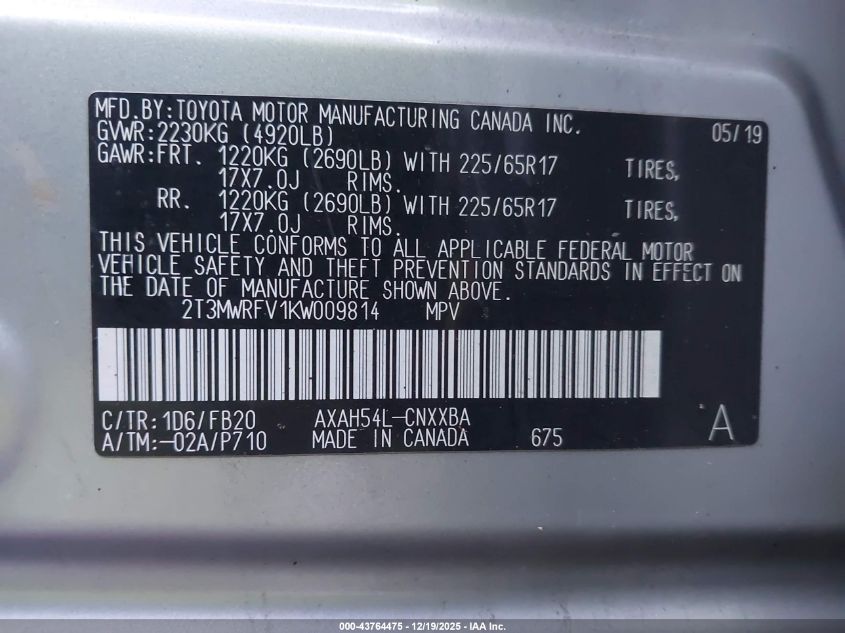 MFD.BY:TOYOTA MOTOR MANUFACTURING CANADA INC. 05/19
GVWR:2230KG (4920LB)
GAWR:FRT. 1220KG (2690LB) WITH 225/65R17 TIRES,
17X7.0J RIMS.
RR. 1220KG (2690LB) WITH 225/65R17 TIRES,
17X7.0J RIMS.
THIS VEHICLE CONFORMS TO ALL APPLICABLE FEDERAL MOTOR
VEHICLE SAFETY AND THEFT PREVENTION STANDARDS IN EFFECT ON
THE DATE OF MANUFACTURE SHOWN ABOVE.
2T3MWRFV1KW009814 MPV
C/TR:1D6/FB20 AXAH54L-CNXXBA
A/TM:-02A/P710 MADE IN CANADA 675 A
000-43764475 - 12/19/2025 - IAA Inc.